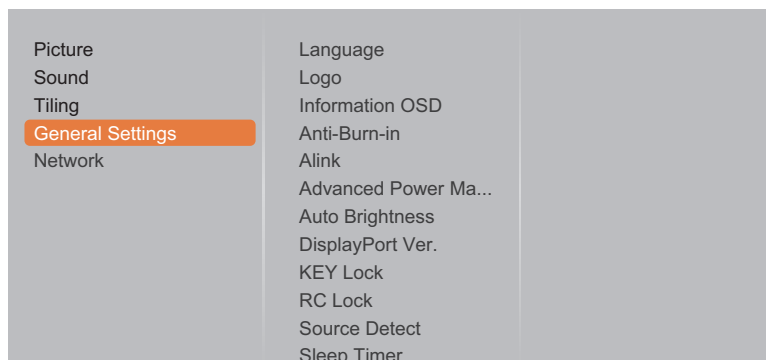 Picture
Sound
Tiling
General Settings
Network
Language
Logo
Information OSD
Anti-Burn-in
Alink
Advanced Power Ma...
Auto Brightness
DisplayPort Ver.
KEY Lock
RC Lock
Source Detect
Sleep Timer